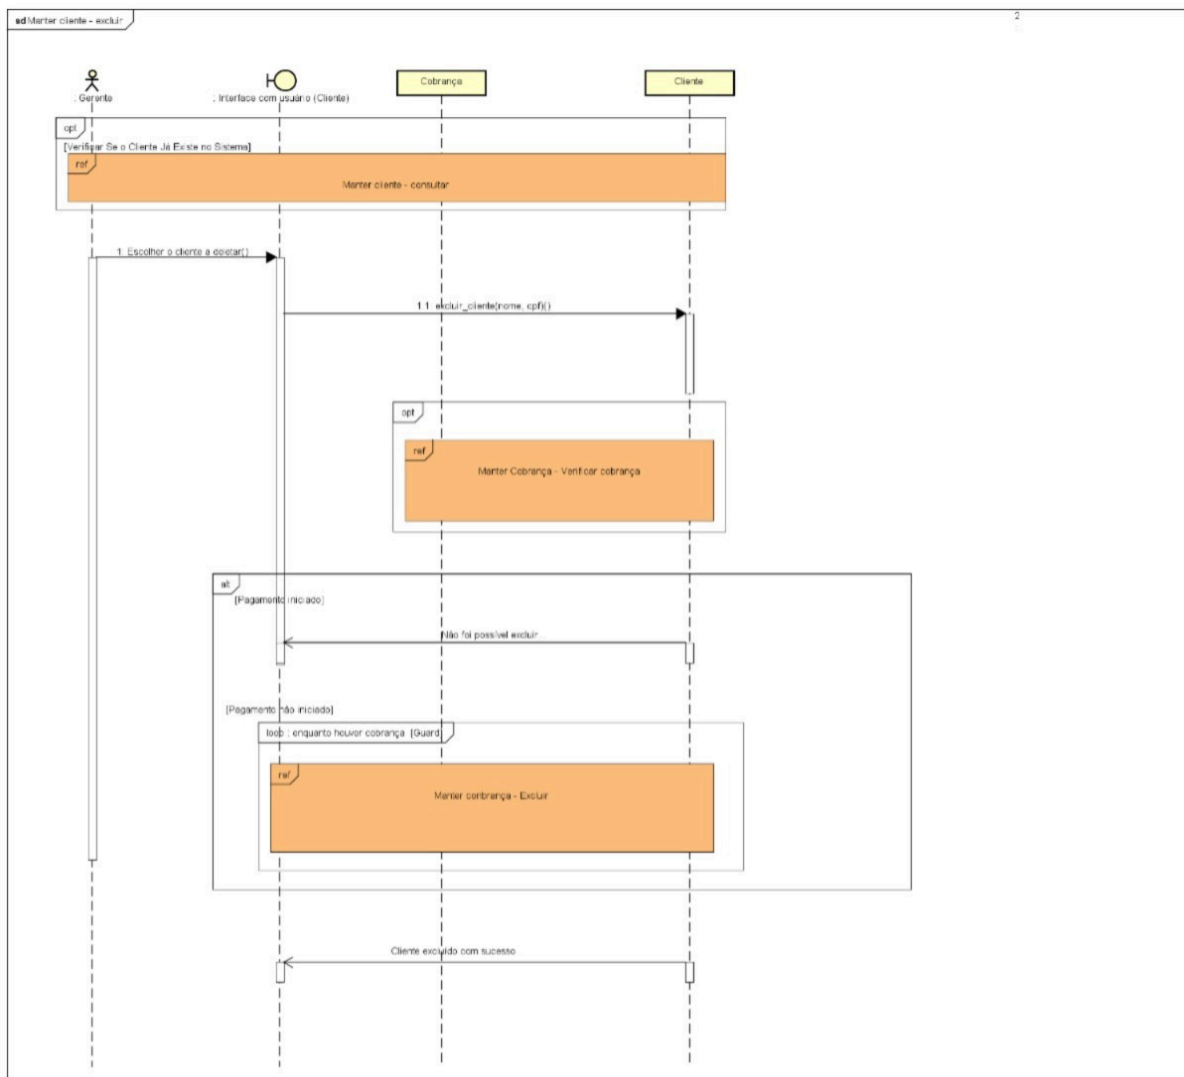 sd Manter cliente - excluir
2
: Gerente
: Interface com usuário (Cliente)
Cobrança
Cliente
opt
[Verificar Se o Cliente Já Existe no Sistema]
ref
Manter cliente - consultar
1: Escolher o cliente a deletar()
1.1: excluir_cliente(nome, cpf)()
opt
ref
Manter Cobrança - Verificar cobrança
alt
[Pagamento iniciado]
Não foi possível excluir
[Pagamento não iniciado]
loop : enquanto houver cobrança [Guard]
ref
Manter conbrança - Excluir
Cliente excluído com sucesso